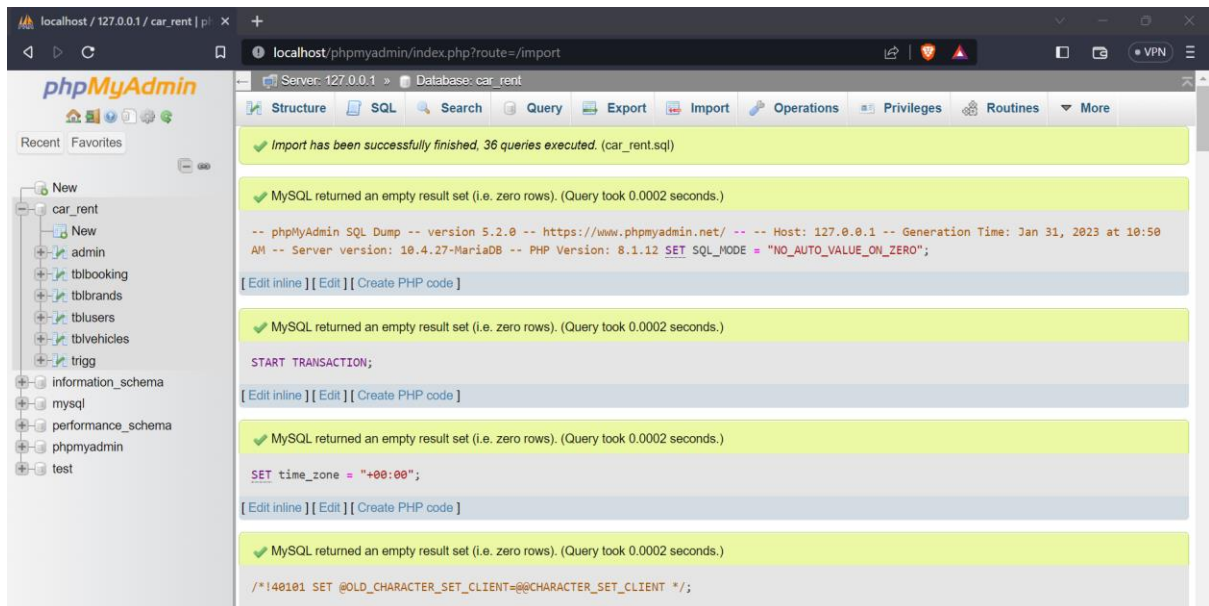 localhost / 127.0.0.1 / car_rent | p
localhost/phpmyadmin/index.php?route=/import
VPN
phpMyAdmin
Recent Favorites
New
car_rent
New
admin
tblbooking
tblbrands
tblusers
tblvehicles
trigg
information_schema
mysql
performance_schema
phpmyadmin
test
Server: 127.0.0.1 » Database: car_rent
Structure SQL Search Query Export Import Operations Privileges Routines More
Import has been successfully finished, 36 queries executed. (car_rent.sql)
MySQL returned an empty result set (i.e. zero rows). (Query took 0.0002 seconds.)
-- phpMyAdmin SQL Dump -- version 5.2.0 -- https://www.phpmyadmin.net/ -- -- Host: 127.0.0.1 -- Generation Time: Jan 31, 2023 at 10:50
AM -- Server version: 10.4.27-MariaDB -- PHP Version: 8.1.12 SET SQL_MODE = "NO_AUTO_VALUE_ON_ZERO";
[ Edit inline ] [ Edit ] [ Create PHP code ]
MySQL returned an empty result set (i.e. zero rows). (Query took 0.0002 seconds.)
START TRANSACTION;
[ Edit inline ] [ Edit ] [ Create PHP code ]
MySQL returned an empty result set (i.e. zero rows). (Query took 0.0002 seconds.)
SET time_zone = "+00:00";
[ Edit inline ] [ Edit ] [ Create PHP code ]
MySQL returned an empty result set (i.e. zero rows). (Query took 0.0002 seconds.)
/*!40101 SET @OLD_CHARACTER_SET_CLIENT=@@CHARACTER_SET_CLIENT */;